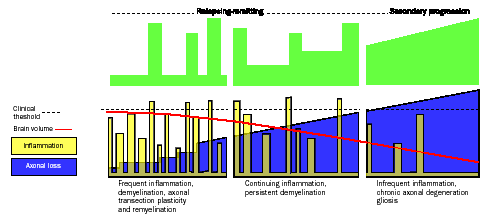 Relapsing-remitting
Secondary progression
Clinical
theshold
Brain volume
Inflammation
Axonal loss
Frequent inflammation,
demyelination, axonal
transection plasticity
and remyelination
Continuing inflammation,
persistent demyelination
Infrequent inflammation,
chronic axonal degeneration
gliosis